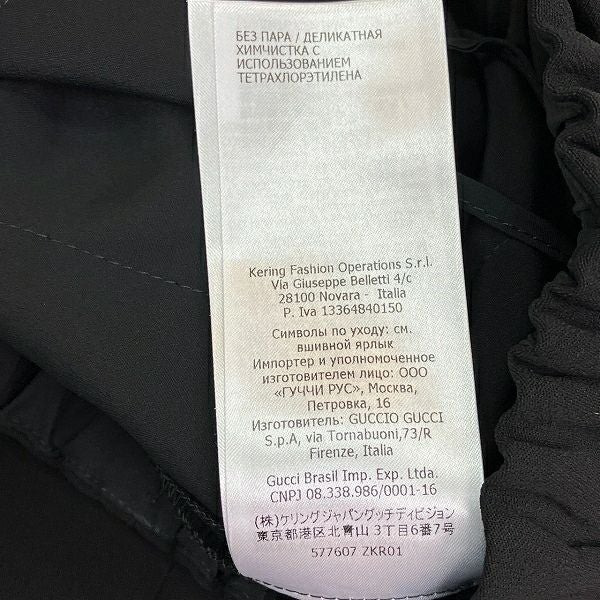 БЕЗ ПАРА / ДЕЛИКАТНАЯ
ХИМЧИСТКА С
ИСПОЛЬЗОВАНИЕМ
ТЕТРАХЛОРЭТИЛЕНА
Kering Fashion Operations S.r.l.
Via Giuseppe Belletti 4/c
28100 Novara - Italia
P. Iva 13364840150
Символы по уходу: см.
вшивной ярлык
Импортер и уполномоченное
изготовителем лицо: ООО
«ГУЧЧИ РУС», Москва,
Петровка, 16
Изготовитель: GUCCIO GUCCI
S.p.A, via Tornabuoni,73/R
Firenze, Italia
Gucci Brasil Imp. Exp. Ltda.
CNPJ 08.338.986/0001-16
(株)ケリングジャパングッチディビジョン
東京都港区北青山3丁目6番7号
577607 ZKR01